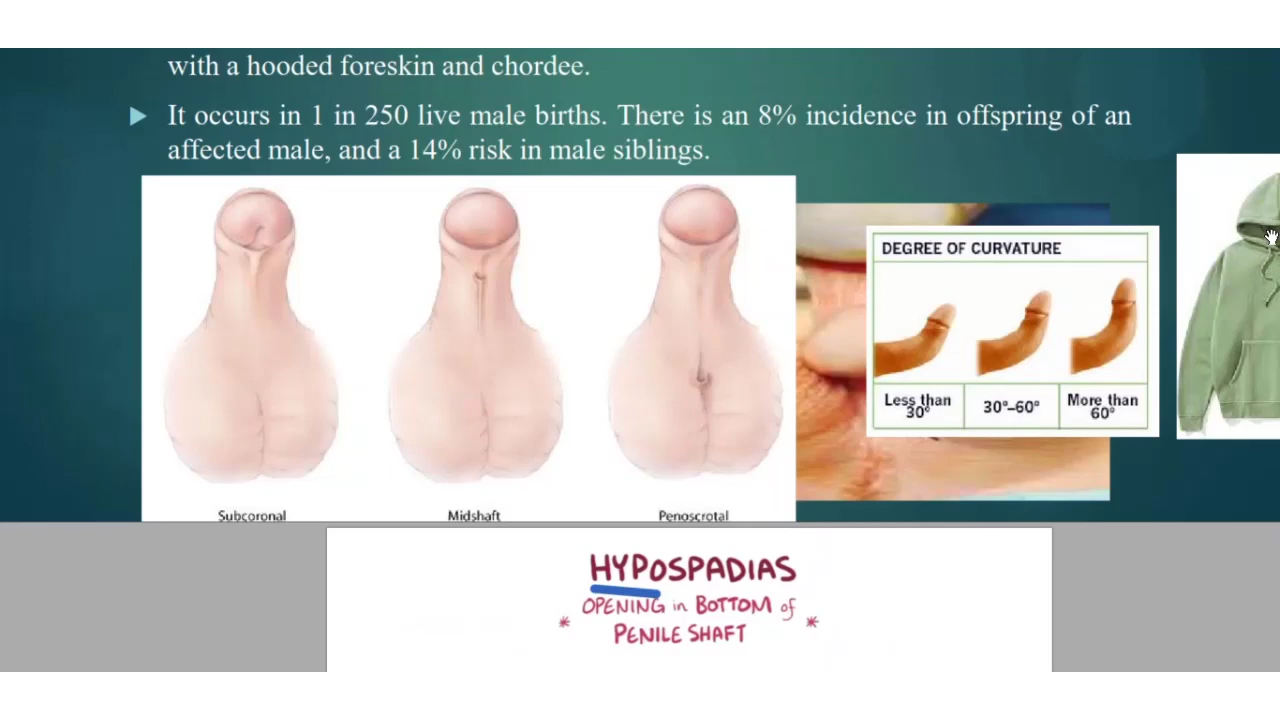 with a hooded foreskin and chordee.
It occurs in 1 in 250 live male births. There is an 8% incidence in offspring of an
affected male, and a 14% risk in male siblings.
DEGREE OF CURVATURE
Less than
30°
30°–60°
More than
60°
Subcoronal
Midshaft
Penoscrotal
HYPOSPADIAS
OPENING in BOTTOM of
* PENILE SHAFT *